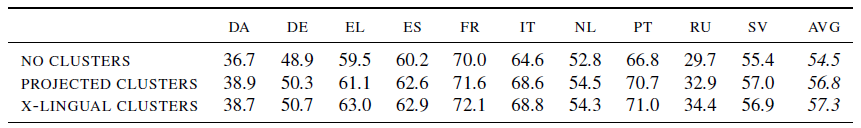 DA DE EL ES FR IT NL PT RU SV AVG
NO CLUSTERS 36.7 48.9 59.5 60.2 70.0 64.6 52.8 66.8 29.7 55.4 54.5
PROJECTED CLUSTERS 38.9 50.3 61.1 62.6 71.6 68.6 54.5 70.7 32.9 57.0 56.8
X-LINGUAL CLUSTERS 38.7 50.7 63.0 62.9 72.1 68.8 54.3 71.0 34.4 56.9 57.3